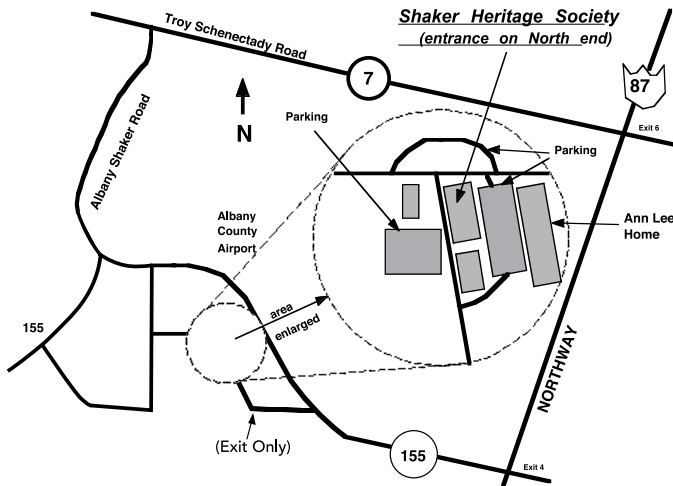 Shaker Heritage Society
(entrance on North end)
Troy Schenectady Road
7
87
Exit 6
Albany Shaker Road
N
Parking
Parking
Albany
County
Airport
Ann Lee
Home
area
enlarged
155
NORTHWAY
(Exit Only)
155
Exit 4